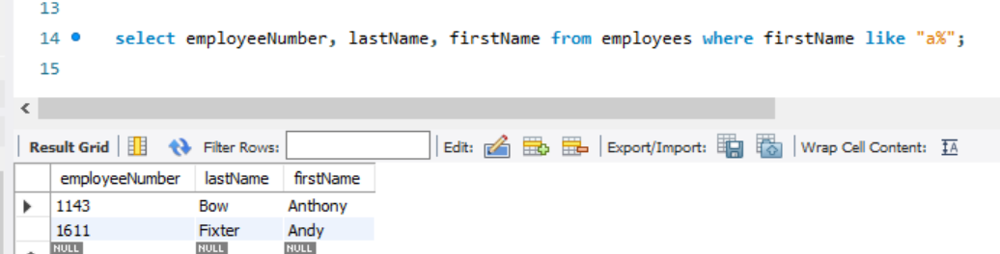 13
14 select employeeNumber, lastName, firstName from employees where firstName like "a%";
15
Result Grid Filter Rows: Edit: Export/Import: Wrap Cell Content: IA
employeeNumber lastName firstName
1143 Bow Anthony
1611 Fixter Andy
NULL NULL NULL